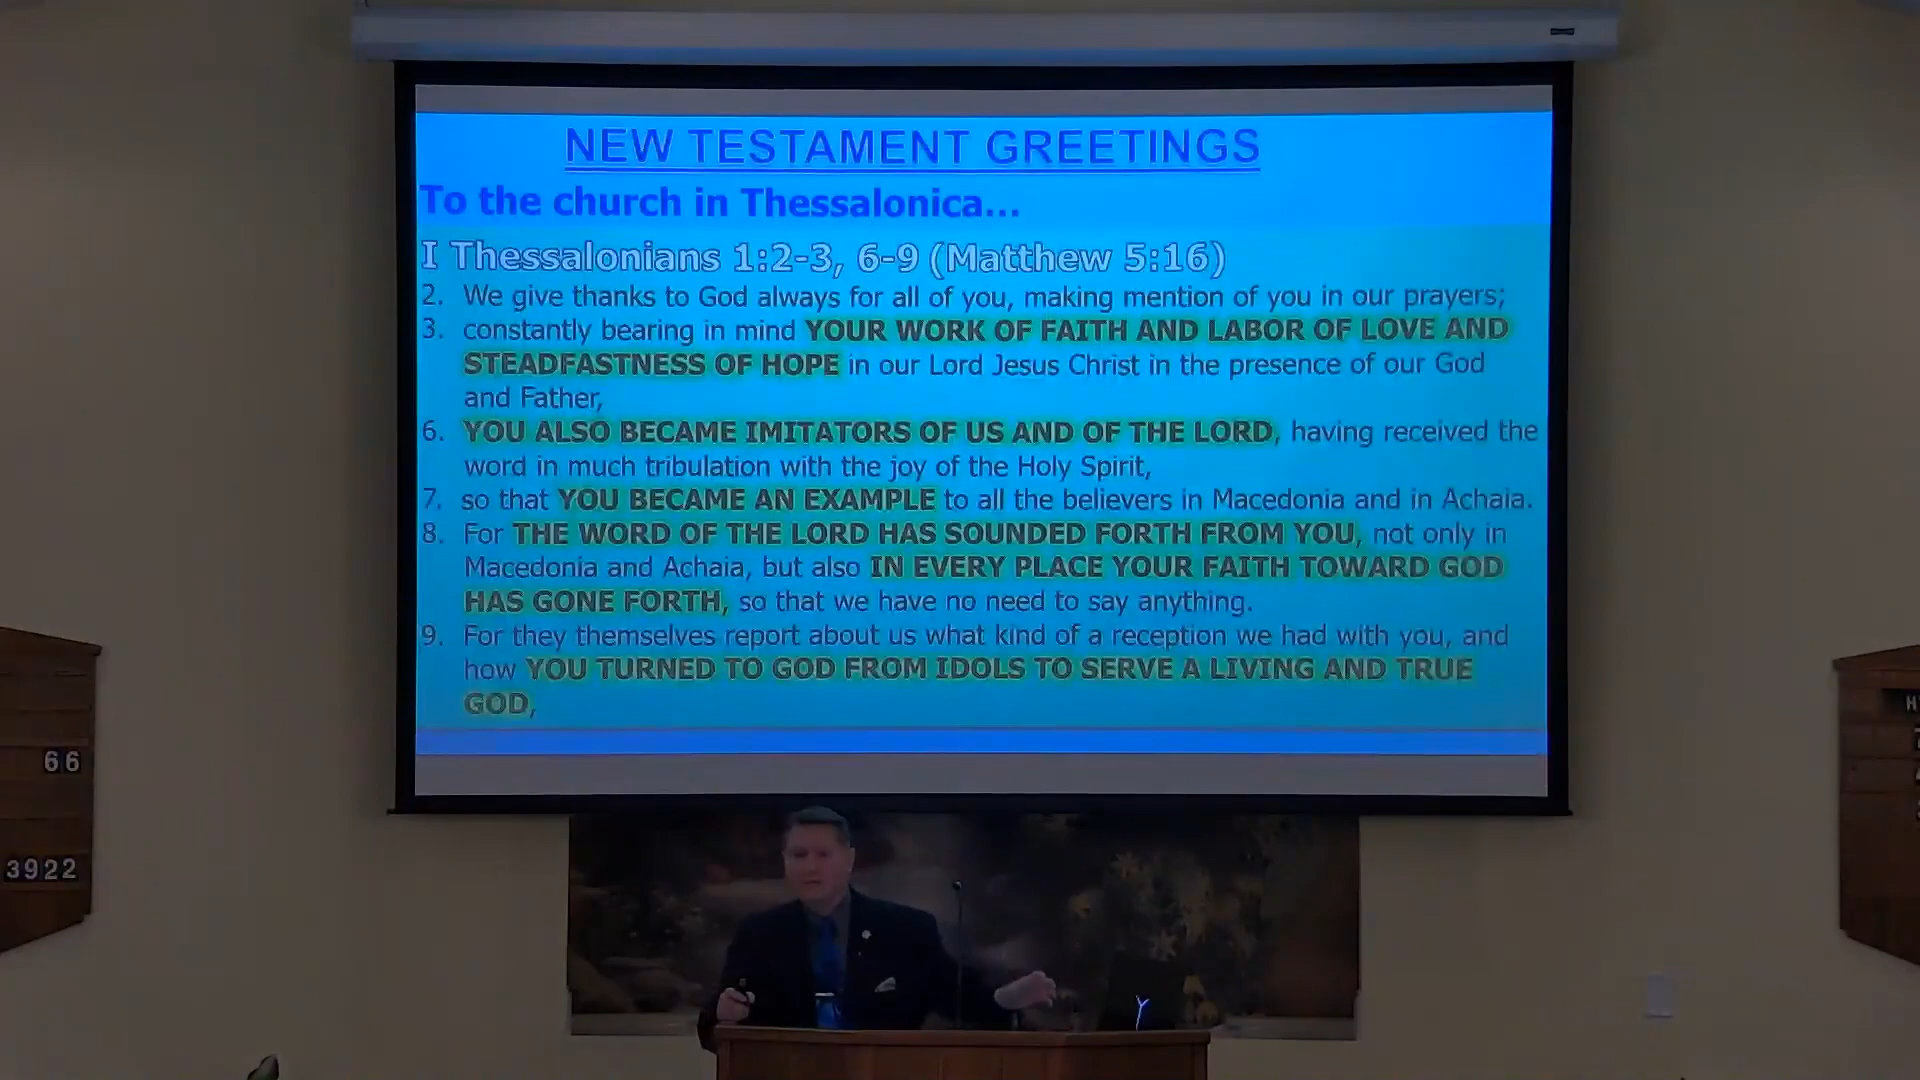 NEW TESTAMENT GREETINGS
To the church in Thessalonica...
I Thessalonians 1:2-3, 6-9 (Matthew 5:16)
2. We give thanks to God always for all of you, making mention of you in our prayers;
3. constantly bearing in mind YOUR WORK OF FAITH AND LABOR OF LOVE AND
STEADFASTNESS OF HOPE in our Lord Jesus Christ in the presence of our God
and Father,
6. YOU ALSO BECAME IMITATORS OF US AND OF THE LORD, having received the
word in much tribulation with the joy of the Holy Spirit,
7. so that YOU BECAME AN EXAMPLE to all the believers in Macedonia and in Achaia.
8. For THE WORD OF THE LORD HAS SOUNDED FORTH FROM YOU, not only in
Macedonia and Achaia, but also IN EVERY PLACE YOUR FAITH TOWARD GOD
HAS GONE FORTH, so that we have no need to say anything.
9. For they themselves report about us what kind of a reception we had with you, and
how YOU TURNED TO GOD FROM IDOLS TO SERVE A LIVING AND TRUE
GOD,
66
3922